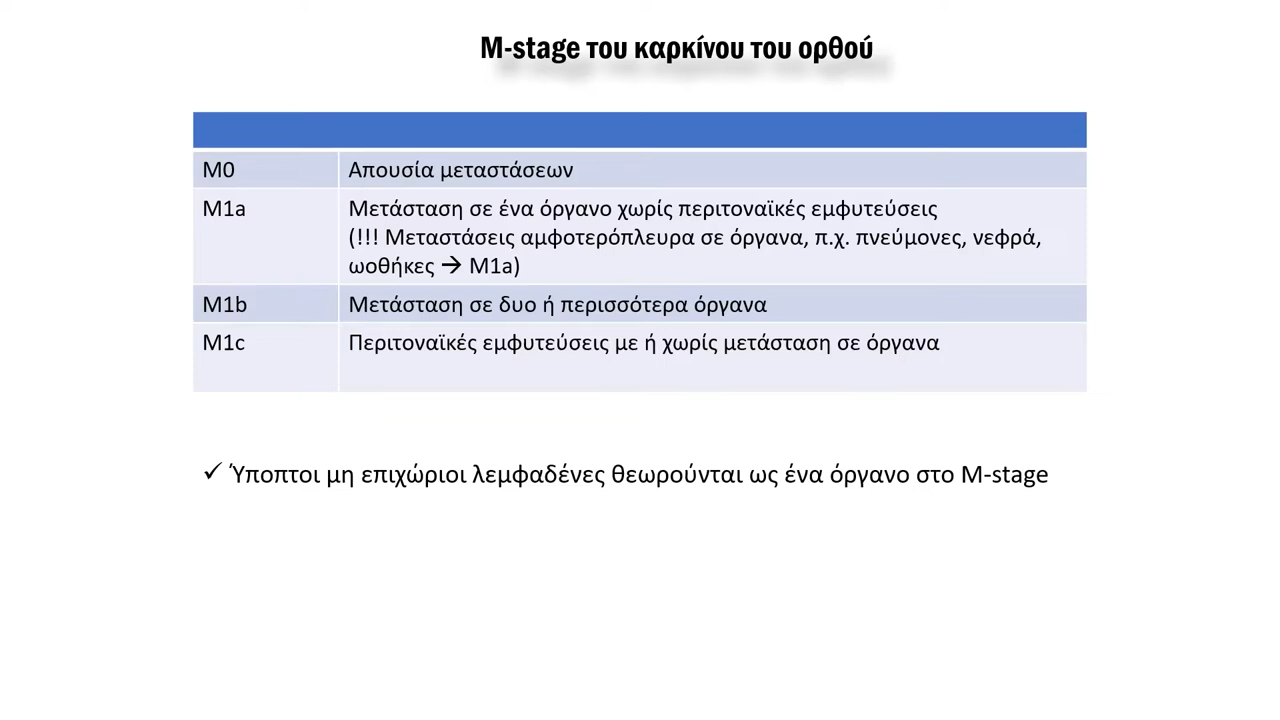 M-stage του καρκίνου του ορθού
M0 Απουσία μεταστάσεων
M1a Μετάσταση σε ένα όργανο χωρίς περιτοναϊκές εμφυτεύσεις
(!!! Μεταστάσεις αμφοτερόπλευρα σε όργανα, π.χ. πνεύμονες, νεφρά,
ωοθήκες → M1a)
M1b Μετάσταση σε δυο ή περισσότερα όργανα
M1c Περιτοναϊκές εμφυτεύσεις με ή χωρίς μετάσταση σε όργανα
✓ Ύποπτοι μη επιχώριοι λεμφαδένες θεωρούνται ως ένα όργανο στο M-stage